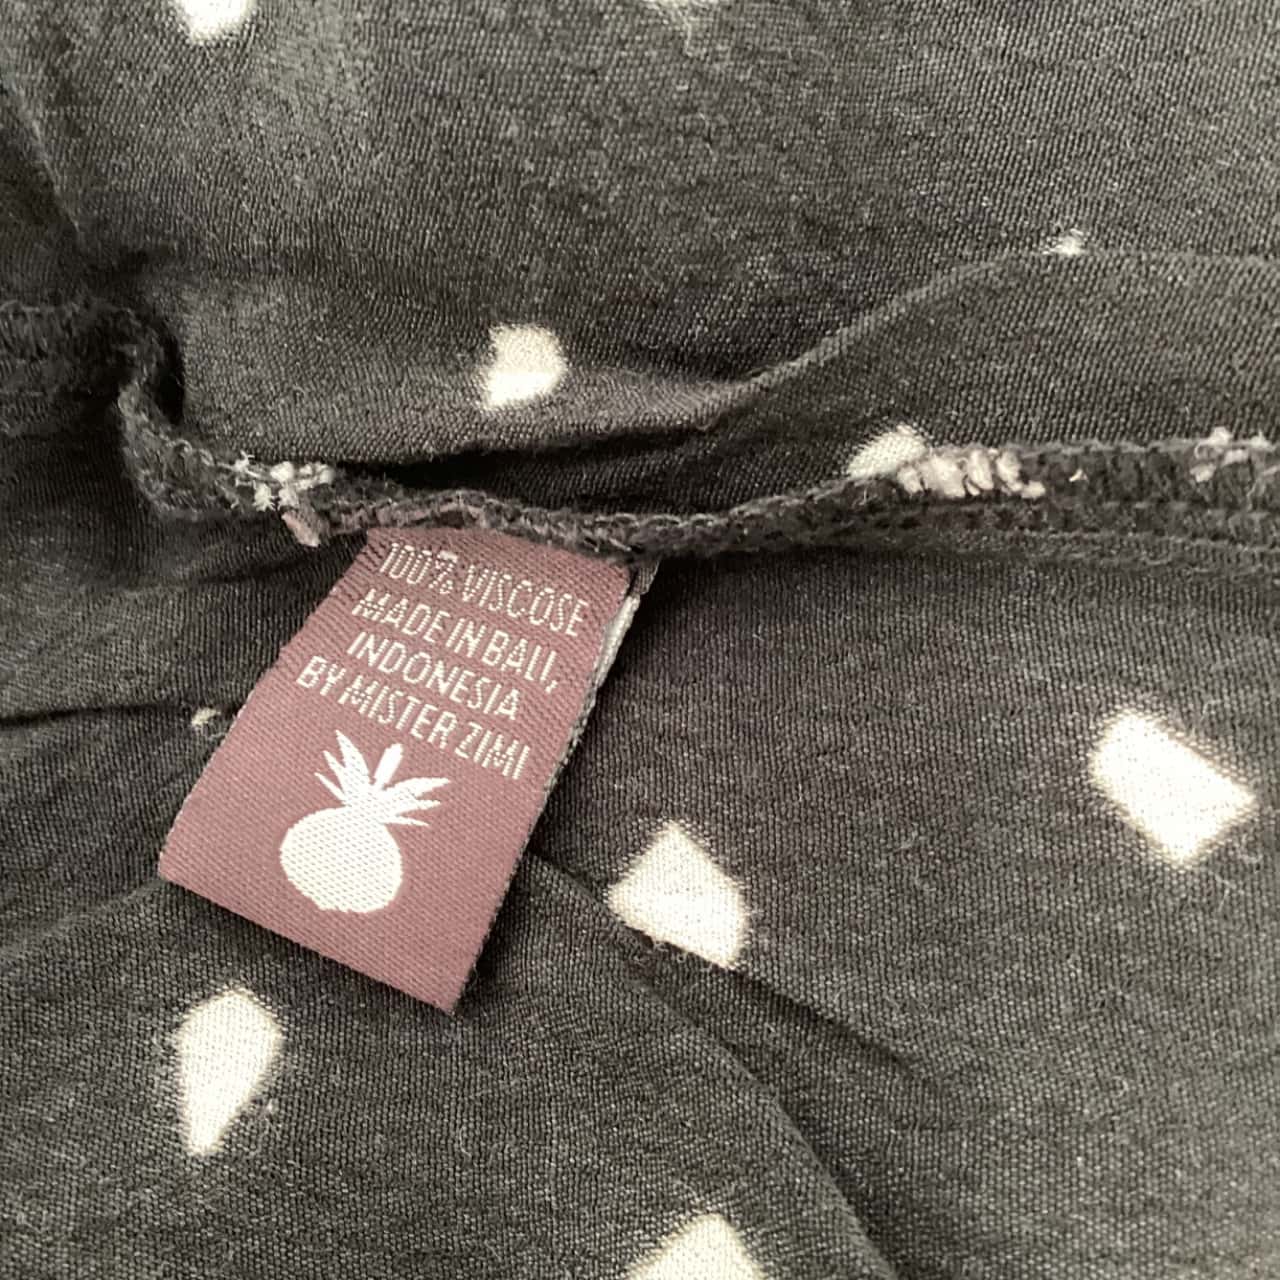 100% VISCOSE
MADE IN BALI,
INDONESIA
BY MISTER ZIMI